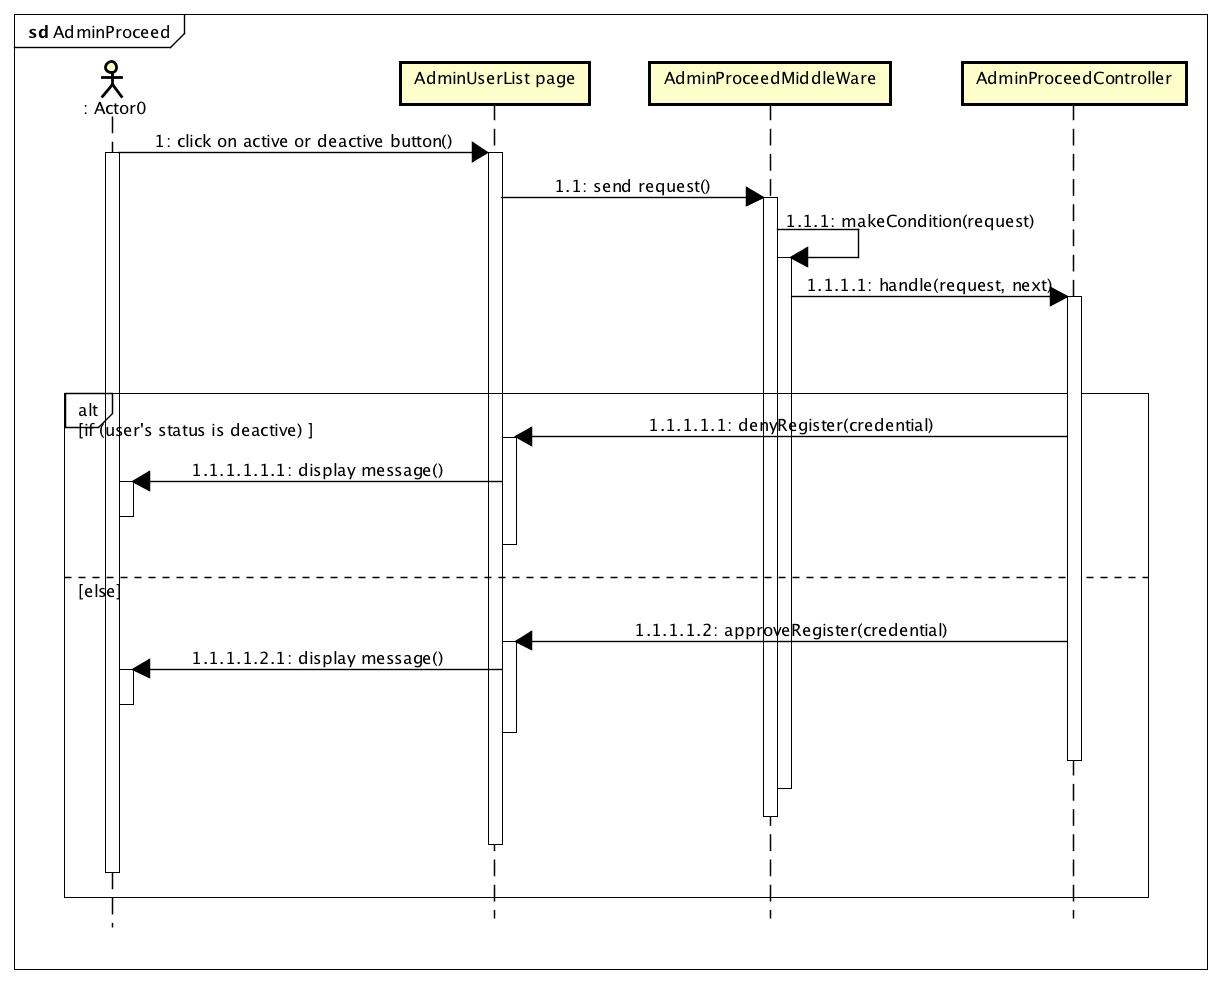 sd AdminProceed
: Actor0
AdminUserList page
AdminProceedMiddleWare
AdminProceedController
1: click on active or deactive button()
1.1: send request()
1.1.1: makeCondition(request)
1.1.1.1: handle(request, next)
alt
[if (user's status is deactive) ]
1.1.1.1.1: denyRegister(credential)
1.1.1.1.1.1: display message()
[else]
1.1.1.1.2: approveRegister(credential)
1.1.1.1.2.1: display message()